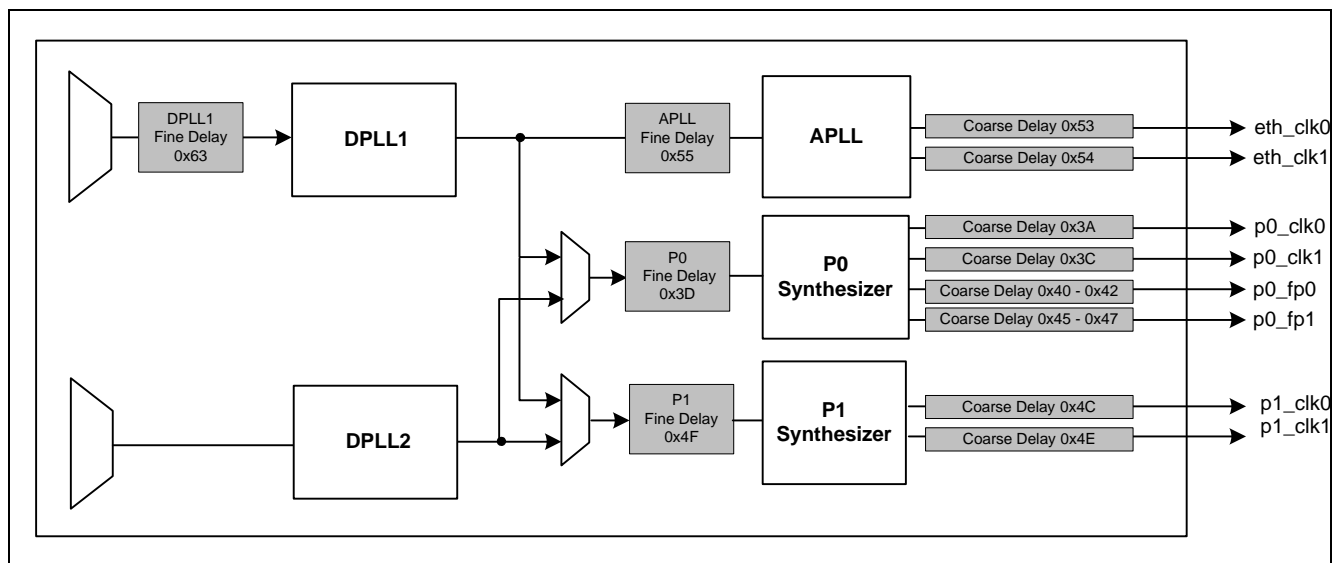 DPLL1
Fine Delay
0x63
DPLL1
APLL
Fine Delay
0x55
APLL
Coarse Delay 0x53
eth_clk0
Coarse Delay 0x54
eth_clk1
P0
Fine Delay
0x3D
P0
Synthesizer
Coarse Delay 0x3A
p0_clk0
Coarse Delay 0x3C
p0_clk1
Coarse Delay 0x40 - 0x42
p0_fp0
Coarse Delay 0x45 - 0x47
p0_fp1
DPLL2
P1
Fine Delay
0x4F
P1
Synthesizer
Coarse Delay 0x4C
p1_clk0
Coarse Delay 0x4E
p1_clk1